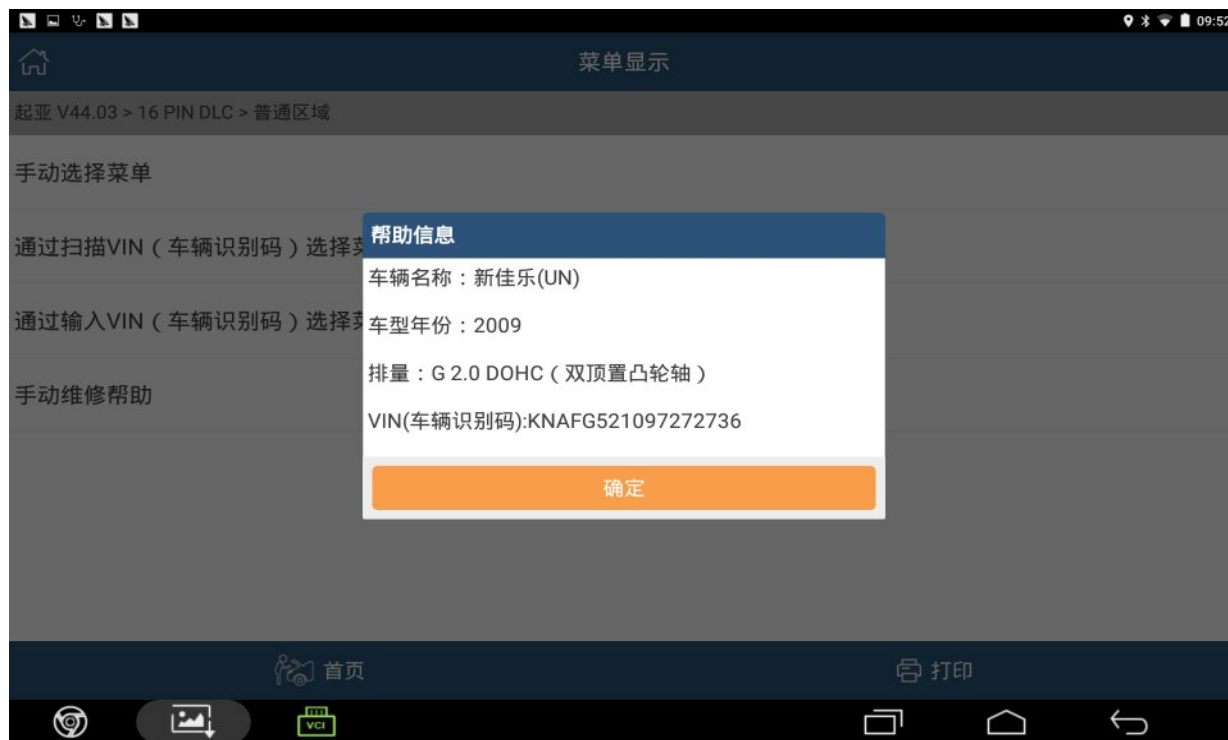 09:52
菜单显示
起亚 V44.03 > 16 PIN DLC > 普通区域
手动选择菜单
通过扫描VIN（车辆识别码）选择
通过输入VIN（车辆识别码）选择
手动维修帮助
帮助信息
车辆名称：新佳乐(UN)
车型年份：2009
排量：G 2.0 DOHC（双顶置凸轮轴）
VIN(车辆识别码):KNAFG521097272736
确定
首页
打印
VCI